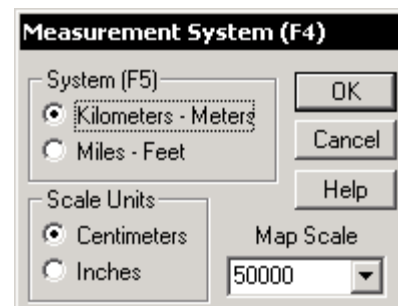 Measurement System (F4)
System (F5)
Kilometers - Meters
Miles - Feet
OK
Cancel
Help
Scale Units
Centimeters
Inches
Map Scale
50000